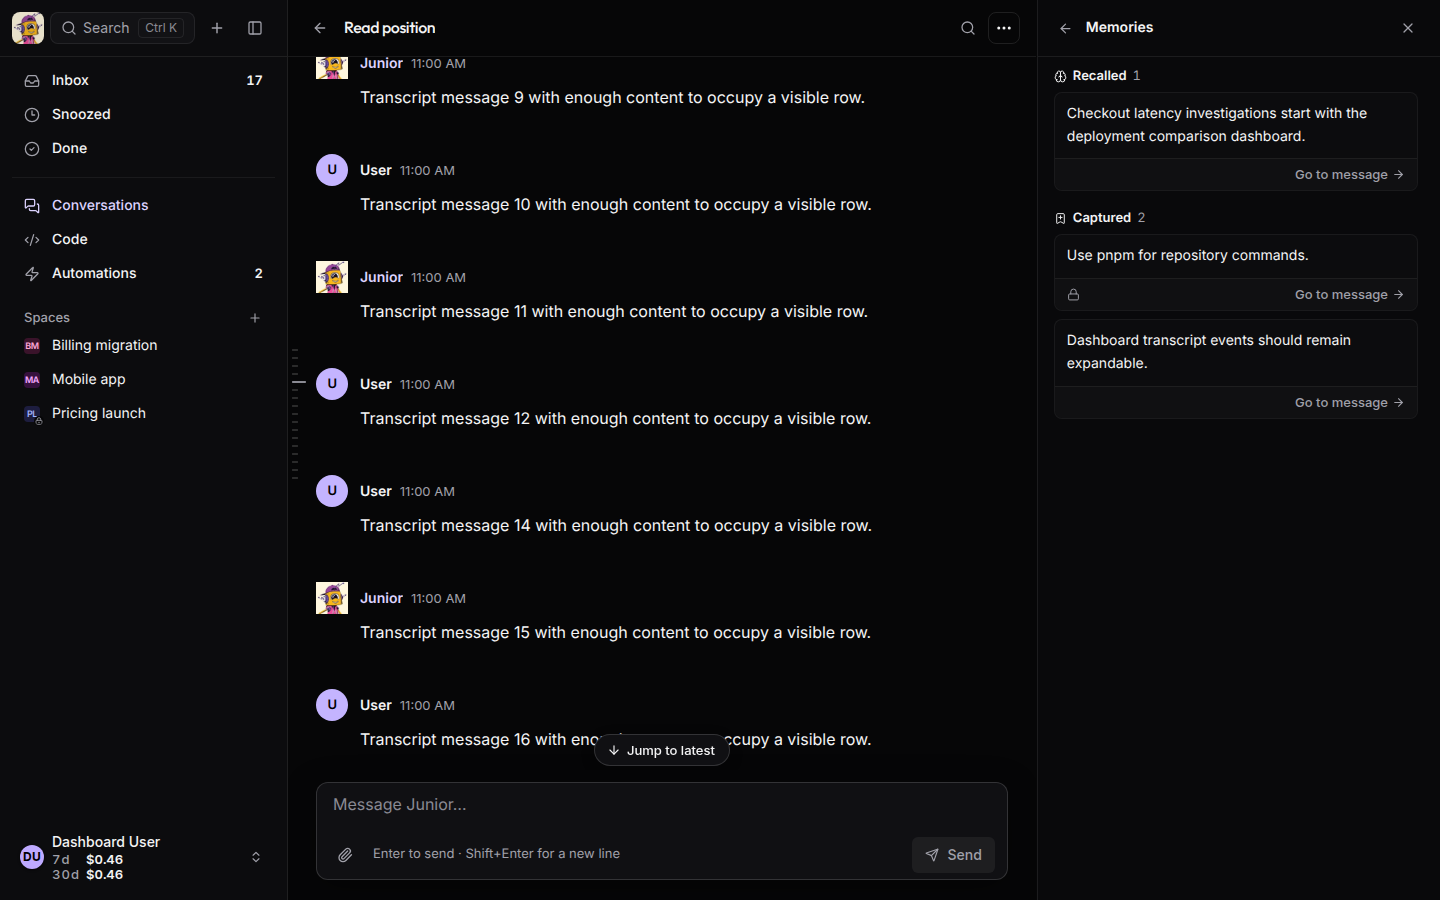 Search Ctrl K
Inbox 17
Snoozed
Done
Conversations
Code
Automations 2
Spaces
BM Billing migration
MA Mobile app
PL Pricing launch
DU Dashboard User
7d $0.46
30d $0.46
Read position
Junior 11:00 AM
Transcript message 9 with enough content to occupy a visible row.
U User 11:00 AM
Transcript message 10 with enough content to occupy a visible row.
Junior 11:00 AM
Transcript message 11 with enough content to occupy a visible row.
U User 11:00 AM
Transcript message 12 with enough content to occupy a visible row.
U User 11:00 AM
Transcript message 14 with enough content to occupy a visible row.
Junior 11:00 AM
Transcript message 15 with enough content to occupy a visible row.
U User 11:00 AM
Transcript message 16 with occupy a visible row.
Jump to latest
Message Junior...
Enter to send · Shift+Enter for a new line
Send
Memories
Recalled 1
Checkout latency investigations start with the
deployment comparison dashboard.
Go to message
Captured 2
Use pnpm for repository commands.
Go to message
Dashboard transcript events should remain
expandable.
Go to message